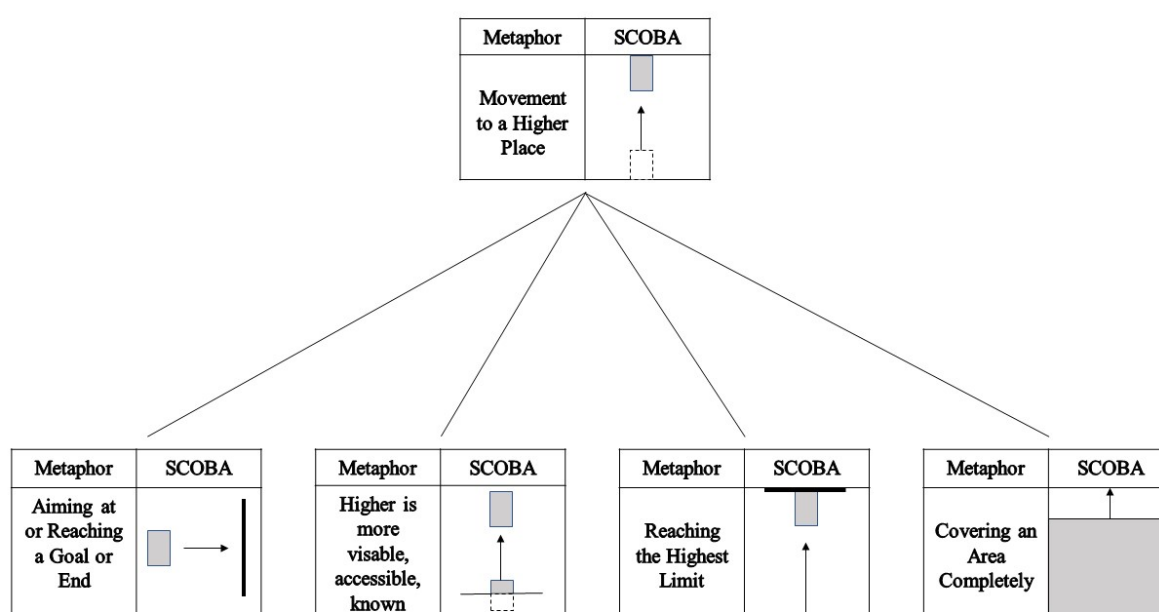 Metaphor
SCOBA
Movement
to a Higher
Place
Metaphor
SCOBA
Aiming at
or Reaching
a Goal or
End
Metaphor
SCOBA
Higher is
more
visable,
accessible,
known
Metaphor
SCOBA
Reaching
the Highest
Limit
Metaphor
SCOBA
Covering an
Area
Completely